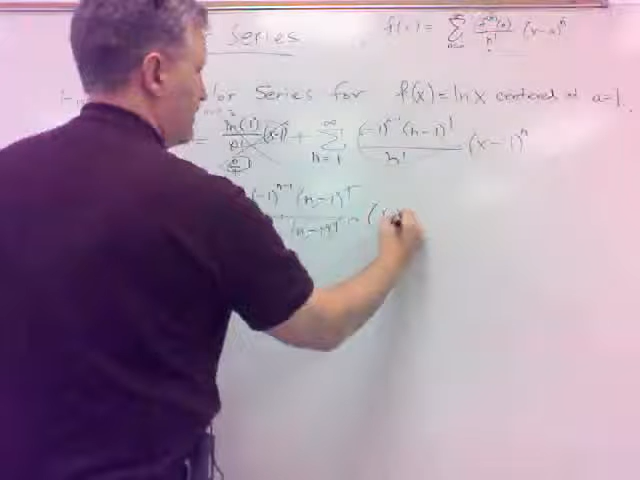 Series f(x) = ∑ n=0 ∞ f⁽ⁿ⁾(a)/n! (x-a)ⁿ
Series for f(x) = ln x centered at a=1.
= ln(1)/0! (x-1)⁰ + ∑ n=1 ∞ (-1)ⁿ⁻¹ (n-1)!/n! (x-1)ⁿ
(-1)ⁿ⁻¹ (n-1)!/(n-1)! n (x